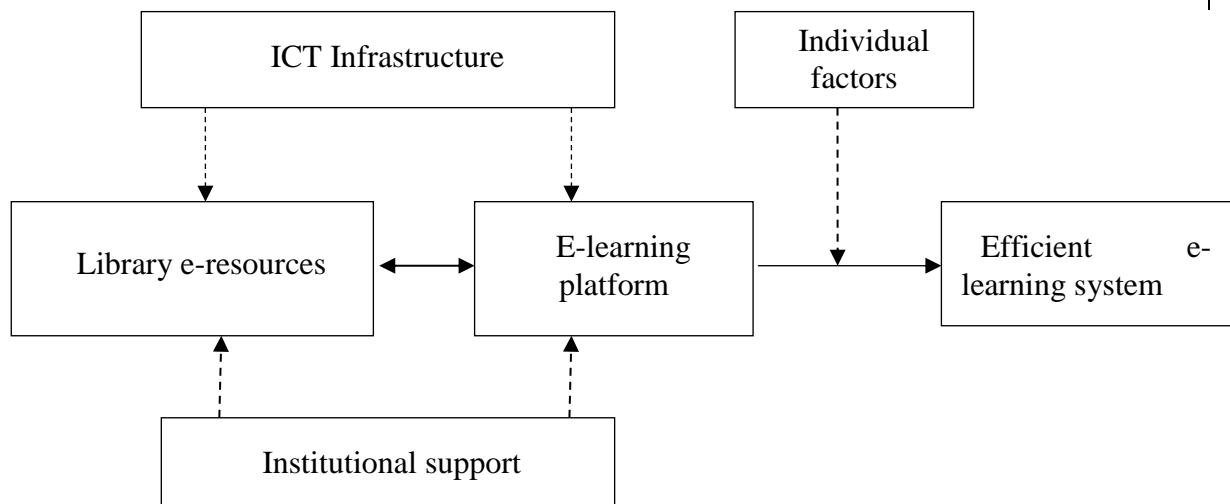 ICT Infrastructure
Individual
factors
Library e-resources
E-learning
platform
Efficient e-
learning system
Institutional support